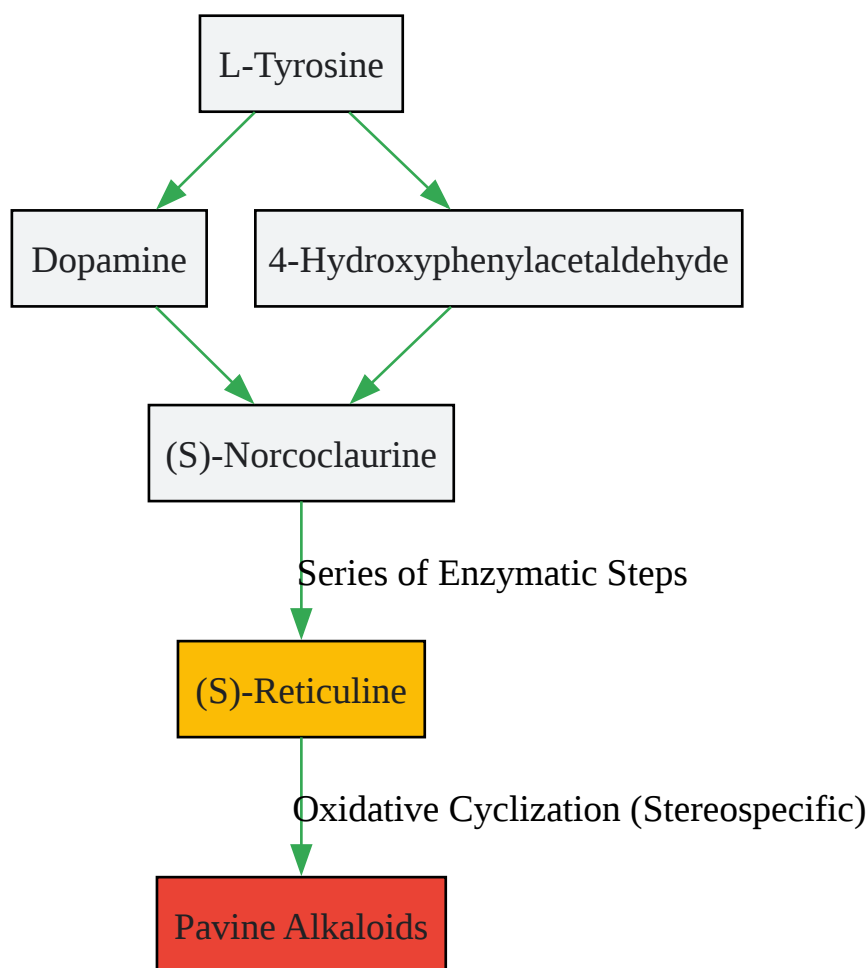 L-Tyrosine
Dopamine
4-Hydroxyphenylacetaldehyde
(S)-Norcoclaurine
Series of Enzymatic Steps
(S)-Reticuline
Oxidative Cyclization (Stereospecific)
Pavine Alkaloids